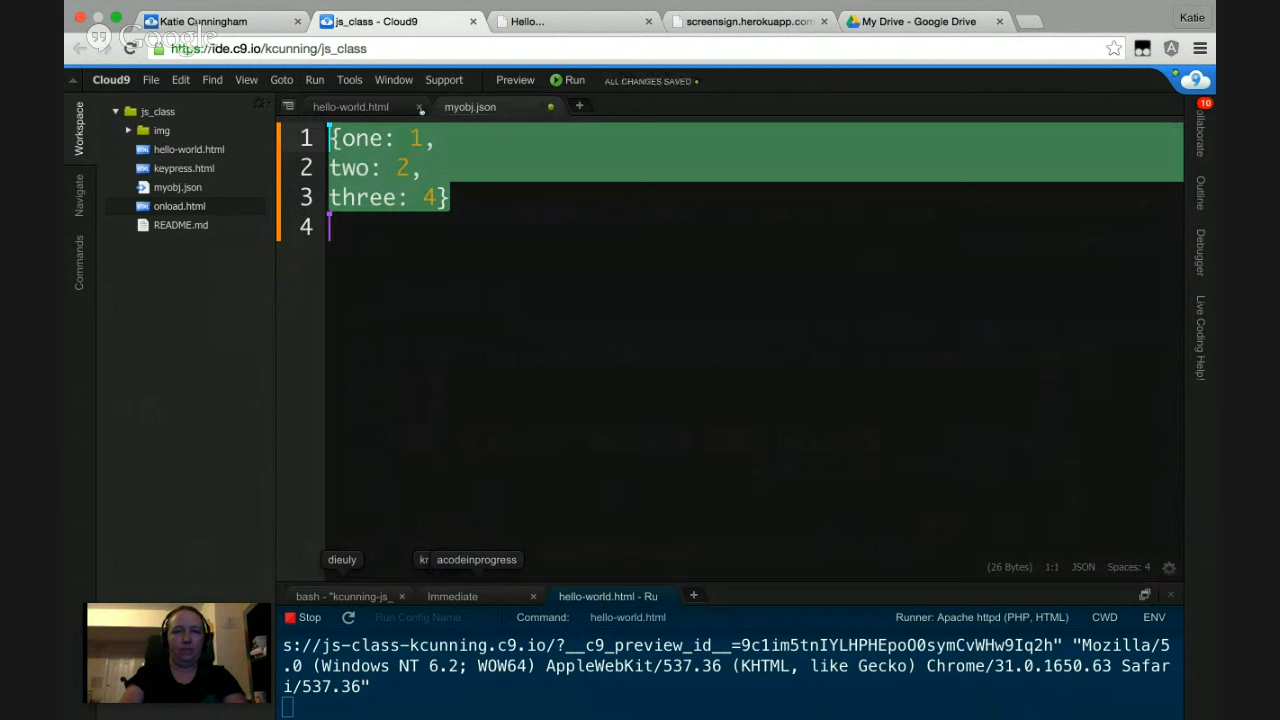 Katie Cunningham
js_class - Cloud9
Hello...
screensign.herokuapp.com
My Drive - Google Drive
Katie
Google
https://ide.c9.io/kcunning/js_class
Cloud9 File Edit Find View Goto Run Tools Window Support Preview Run ALL CHANGES SAVED
10
Workspace
Navigate
Commands
js_class
img
hello-world.html
keypress.html
myobj.json
onload.html
README.md
hello-world.html
myobj.json
1 {one: 1,
2 two: 2,
3 three: 4}
4
ollaborate
Outline
Debugger
Live Coding Help!
dieuly
kr
acodeinprogress
(26 Bytes) 1:1 JSON Spaces: 4
bash - "kcunning-js_
Immediate
hello-world.html - Ru
Stop
Run Config Name
Command: hello-world.html
Runner: Apache httpd (PHP, HTML) CWD ENV
s://js-class-kcunning.c9.io/?__c9_preview_id__=9c1im5tnIYLHPHEpoO0symCvWHw9Iq2h" "Mozilla/5
.0 (Windows NT 6.2; WOW64) AppleWebKit/537.36 (KHTML, like Gecko) Chrome/31.0.1650.63 Safar
i/537.36"